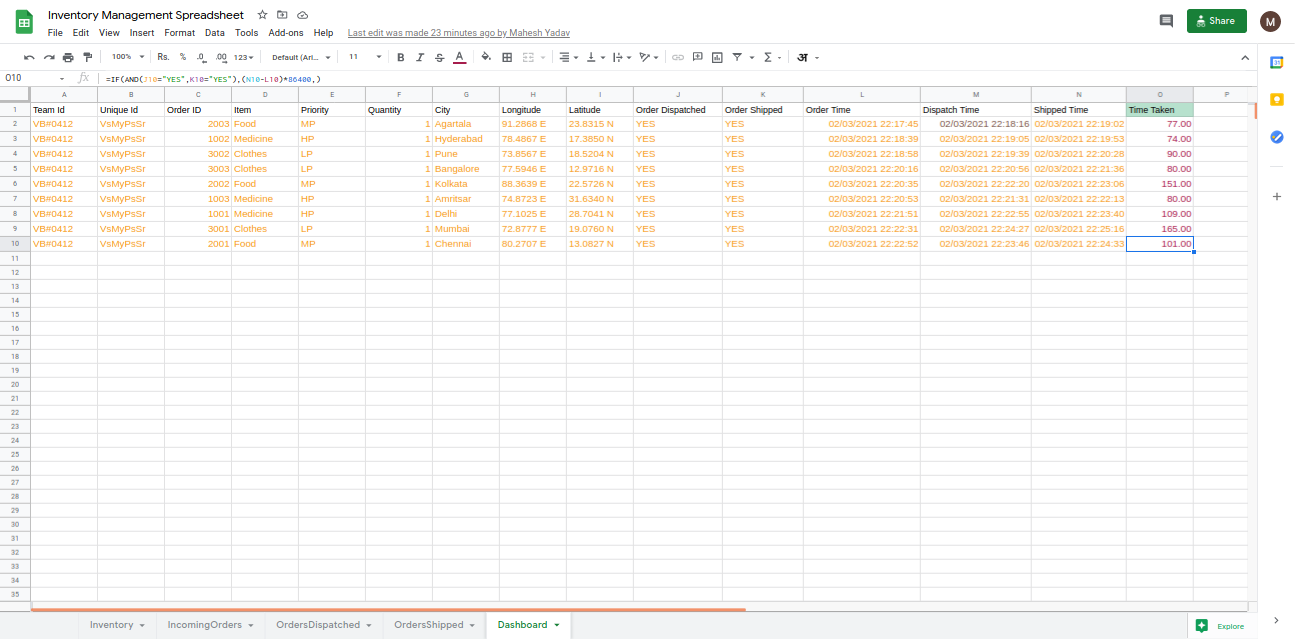 Inventory Management Spreadsheet
File Edit View Insert Format Data Tools Add-ons Help Last edit was made 23 minutes ago by Mahesh Yadav
Share
M
100% Rs. % .0 .00 123 Default (Ari... 11 B I S A अ
O10 fx =IF(AND(J10="YES",K10="YES"),(N10-L10)*86400,)
A B C D E F G H I J K L M N O P
1 Team Id Unique Id Order ID Item Priority Quantity City Longitude Latitude Order Dispatched Order Shipped Order Time Dispatch Time Shipped Time Time Taken
2 VB#0412 VsMyPsSr 2003 Food MP 1 Agartala 91.2868 E 23.8315 N YES YES 02/03/2021 22:17:45 02/03/2021 22:18:16 02/03/2021 22:19:02 77.00
3 VB#0412 VsMyPsSr 1002 Medicine HP 1 Hyderabad 78.4867 E 17.3850 N YES YES 02/03/2021 22:18:39 02/03/2021 22:19:05 02/03/2021 22:19:53 74.00
4 VB#0412 VsMyPsSr 3002 Clothes LP 1 Pune 73.8567 E 18.5204 N YES YES 02/03/2021 22:18:58 02/03/2021 22:19:39 02/03/2021 22:20:28 90.00
5 VB#0412 VsMyPsSr 3003 Clothes LP 1 Bangalore 77.5946 E 12.9716 N YES YES 02/03/2021 22:20:16 02/03/2021 22:20:56 02/03/2021 22:21:36 80.00
6 VB#0412 VsMyPsSr 2002 Food MP 1 Kolkata 88.3639 E 22.5726 N YES YES 02/03/2021 22:20:35 02/03/2021 22:22:20 02/03/2021 22:23:06 151.00
7 VB#0412 VsMyPsSr 1003 Medicine HP 1 Amritsar 74.8723 E 31.6340 N YES YES 02/03/2021 22:20:53 02/03/2021 22:21:31 02/03/2021 22:22:13 80.00
8 VB#0412 VsMyPsSr 1001 Medicine HP 1 Delhi 77.1025 E 28.7041 N YES YES 02/03/2021 22:21:51 02/03/2021 22:22:55 02/03/2021 22:23:40 109.00
9 VB#0412 VsMyPsSr 3001 Clothes LP 1 Mumbai 72.8777 E 19.0760 N YES YES 02/03/2021 22:22:31 02/03/2021 22:24:27 02/03/2021 22:25:16 165.00
10 VB#0412 VsMyPsSr 2001 Food MP 1 Chennai 80.2707 E 13.0827 N YES YES 02/03/2021 22:22:52 02/03/2021 22:23:46 02/03/2021 22:24:33 101.00
11
12
13
14
15
16
17
18
19
20
21
22
23
24
25
26
27
28
29
30
31
32
33
34
35
Inventory IncomingOrders OrdersDispatched OrdersShipped Dashboard Explore